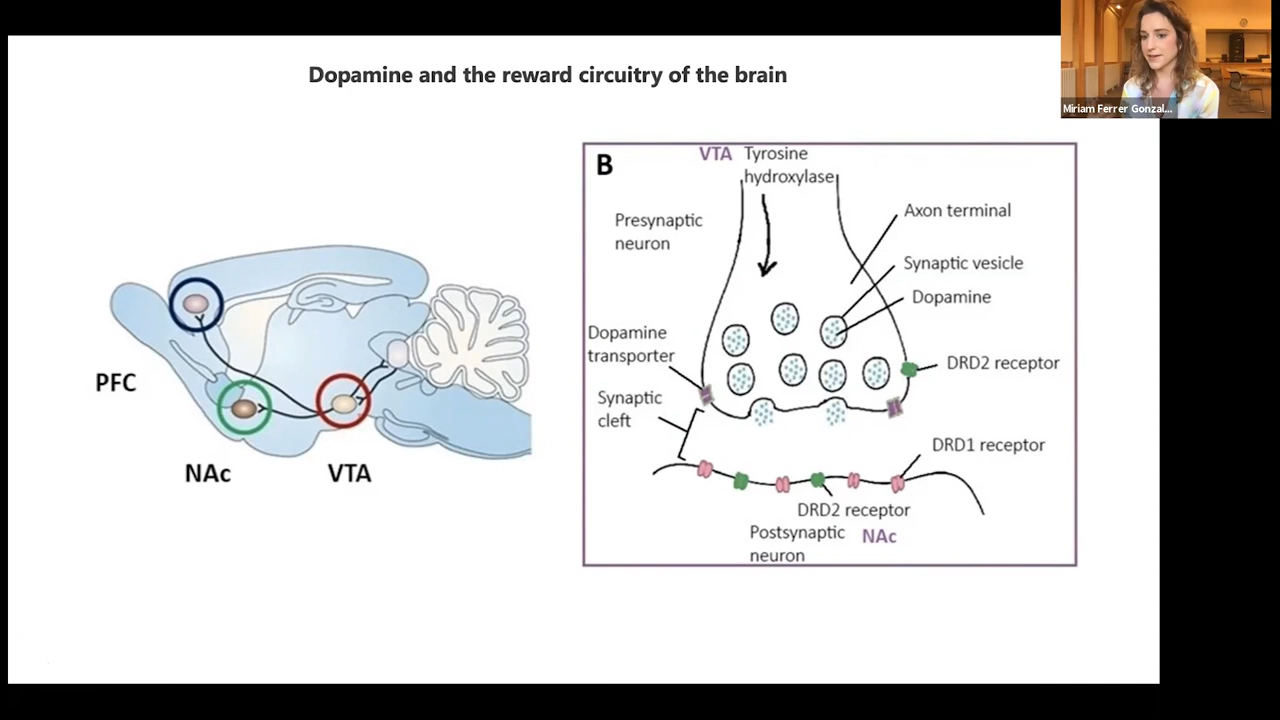 Dopamine and the reward circuitry of the brain
Miriam Ferrer Gonzal...
PFC
NAc
VTA
B
VTA
Tyrosine
hydroxylase
Presynaptic
neuron
Axon terminal
Synaptic vesicle
Dopamine
Dopamine
transporter
DRD2 receptor
Synaptic
cleft
DRD1 receptor
DRD2 receptor
Postsynaptic
neuron
NAc